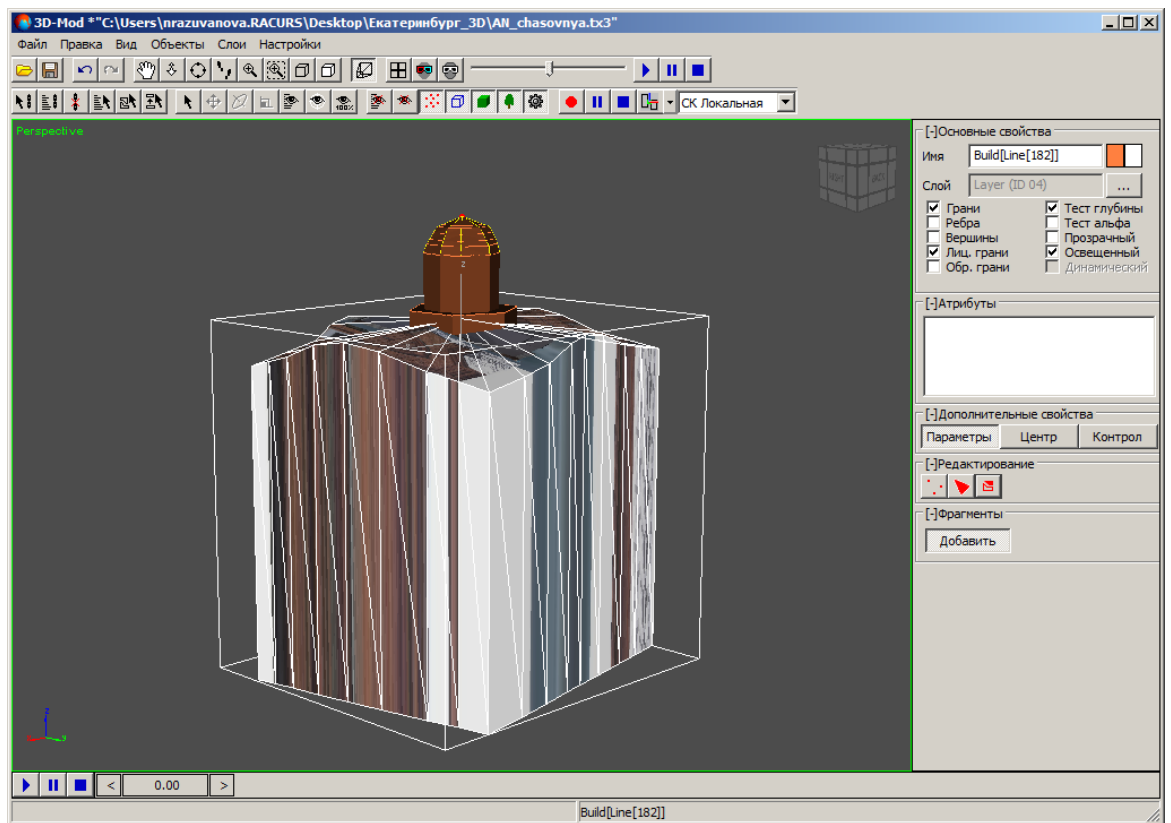 3D-Mod *"C:\Users\nrazuvanova.RACURS\Desktop\Екатеринбург_3D\AN_chasovnya.tx3"
Файл Правка Вид Объекты Слои Настройки
100%
СК Локальная
Perspective
[-]Основные свойства
Имя Build[Line[182]]
Слой Layer (ID 04) ...
Грани Тест глубины
Ребра Тест альфа
Вершины Прозрачный
Лиц. грани Освещенный
Обр. грани Динамический
[-]Атрибуты
[-]Дополнительные свойства
Параметры Центр Контрол
[-]Редактирование
[-]Фрагменты
Добавить
z
z
< 0.00 >
Build[Line[182]]